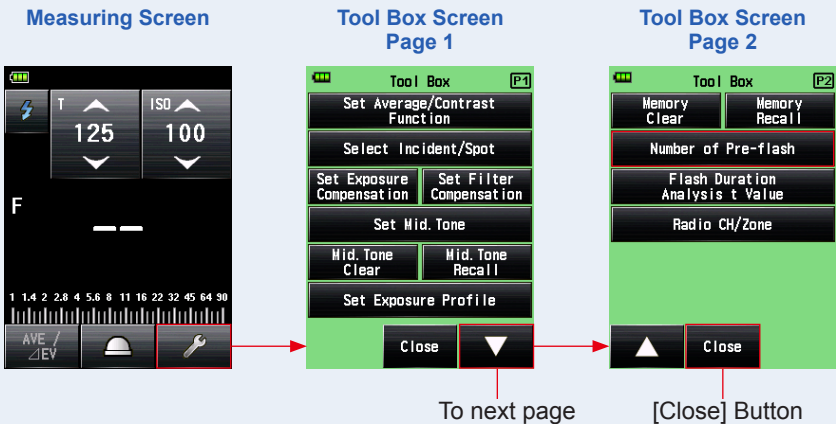 Measuring Screen
T
ISO
125
100
F
1 1.4 2 2.8 4 5.6 8 11 16 22 32 45 64 90
AVE /
⊿EV
Tool Box Screen
Page 1
Tool Box P1
Set Average/Contrast
Function
Select Incident/Spot
Set Exposure
Compensation
Set Filter
Compensation
Set Mid. Tone
Mid. Tone
Clear
Mid. Tone
Recall
Set Exposure Profile
Close
To next page
Tool Box Screen
Page 2
Tool Box P2
Memory
Clear
Memory
Recall
Number of Pre-flash
Flash Duration
Analysis t Value
Radio CH/Zone
Close
[Close] Button